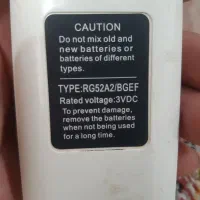 CAUTION
Do not mix old and
new batteries or
batteries of different
types.
TYPE:RG52A2/BGEF
Rated voltage:3VDC
To prevent damage,
remove the batteries
when not being used
for a long time.